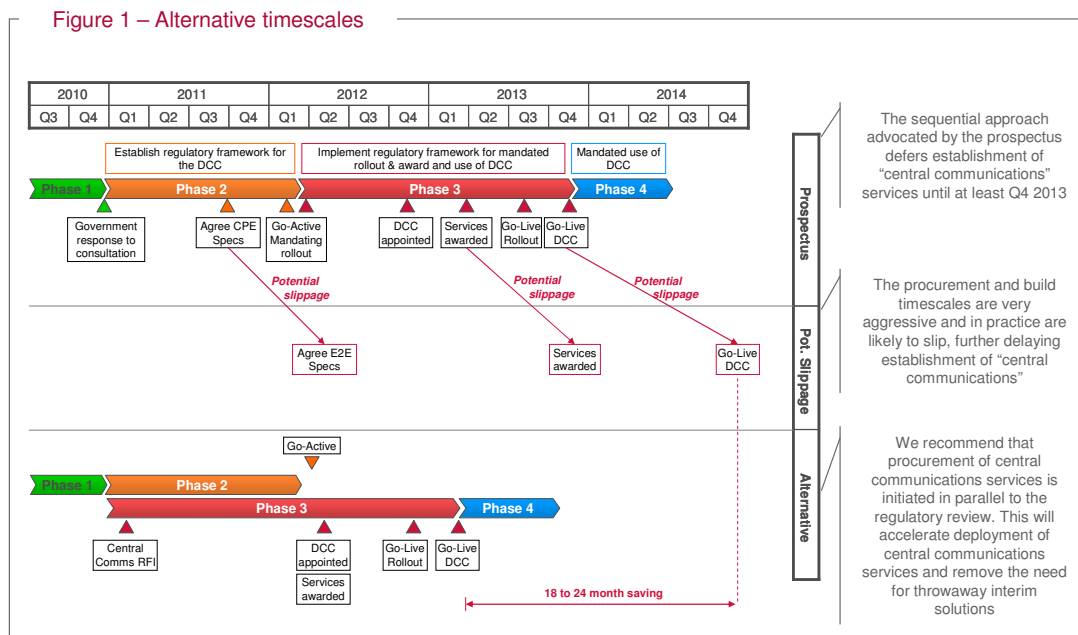 Figure 1 – Alternative timescales
2010 2011 2012 2013 2014
Q3 Q4 Q1 Q2 Q3 Q4 Q1 Q2 Q3 Q4 Q1 Q2 Q3 Q4 Q1 Q2 Q3 Q4
Establish regulatory framework for
the DCC
Implement regulatory framework for mandated
rollout & award and use of DCC
Mandated use of
DCC
Phase 1
Phase 2
Phase 3
Phase 4
Government
response to
consultation
Agree CPE
Specs
Go-Active
Mandating
rollout
DCC
appointed
Services
awarded
Go-Live
Rollout
Go-Live
DCC
Potential
slippage
Potential
slippage
Potential
slippage
Prospectus
The sequential approach
advocated by the prospectus
defers establishment of
“central communications”
services until at least Q4 2013
Agree E2E
Specs
Services
awarded
Go-Live
DCC
Pot. Slippage
The procurement and build
timescales are very
aggressive and in practice are
likely to slip, further delaying
establishment of “central
communications”
Go-Active
Phase 1
Phase 2
Phase 3
Phase 4
Central
Comms RFI
DCC
appointed
Services
awarded
Go-Live
Rollout
Go-Live
DCC
18 to 24 month saving
Alternative
We recommend that
procurement of central
communications services is
initiated in parallel to the
regulatory review. This will
accelerate deployment of
central communications
services and remove the need
for throwaway interim
solutions